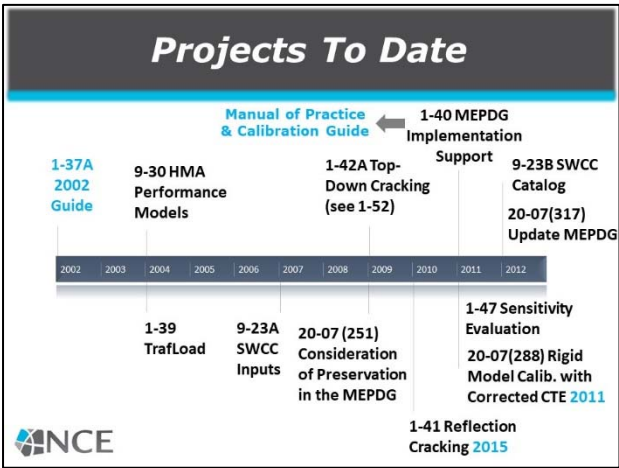 Projects To Date
Manual of Practice
& Calibration Guide
1-40 MEPDG
Implementation
Support
1-37A
2002
Guide
9-30 HMA
Performance
Models
1-42A Top-
Down Cracking
(see 1-52)
9-23B SWCC
Catalog
20-07(317)
Update MEPDG
2002
2003
2004
2005
2006
2007
2008
2009
2010
2011
2012
1-39
TrafLoad
9-23A
SWCC
Inputs
20-07 (251)
Consideration
of Preservation
in the MEPDG
1-47 Sensitivity
Evaluation
20-07(288) Rigid
Model Calib. with
Corrected CTE 2011
1-41 Reflection
Cracking 2015
NCE